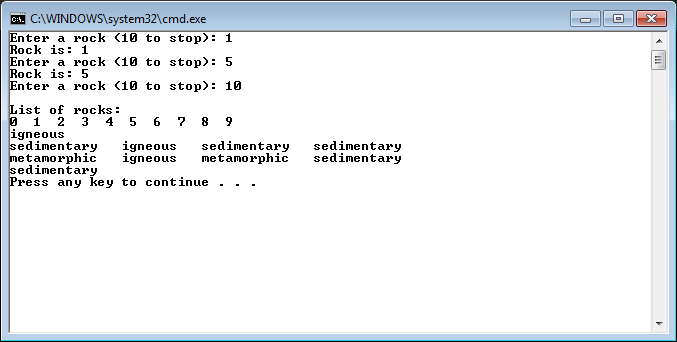 C:\WINDOWS\system32\cmd.exe
Enter a rock (10 to stop): 1
Rock is: 1
Enter a rock (10 to stop): 5
Rock is: 5
Enter a rock (10 to stop): 10
List of rocks:
0  1  2  3  4  5  6  7  8  9
igneous
sedimentary   igneous   sedimentary   sedimentary
metamorphic   igneous   metamorphic   sedimentary
sedimentary
Press any key to continue . . .